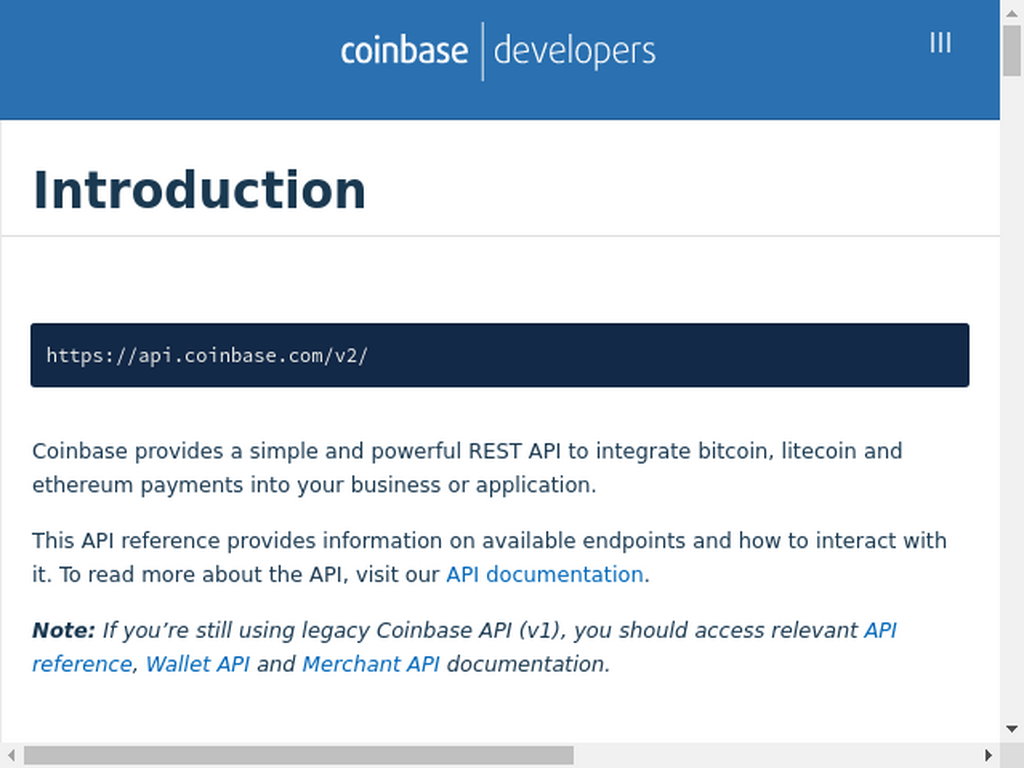 coinbase | developers
Introduction
https://api.coinbase.com/v2/
Coinbase provides a simple and powerful REST API to integrate bitcoin, litecoin and
ethereum payments into your business or application.
This API reference provides information on available endpoints and how to interact with
it. To read more about the API, visit our API documentation.
Note: If you’re still using legacy Coinbase API (v1), you should access relevant API
reference, Wallet API and Merchant API documentation.